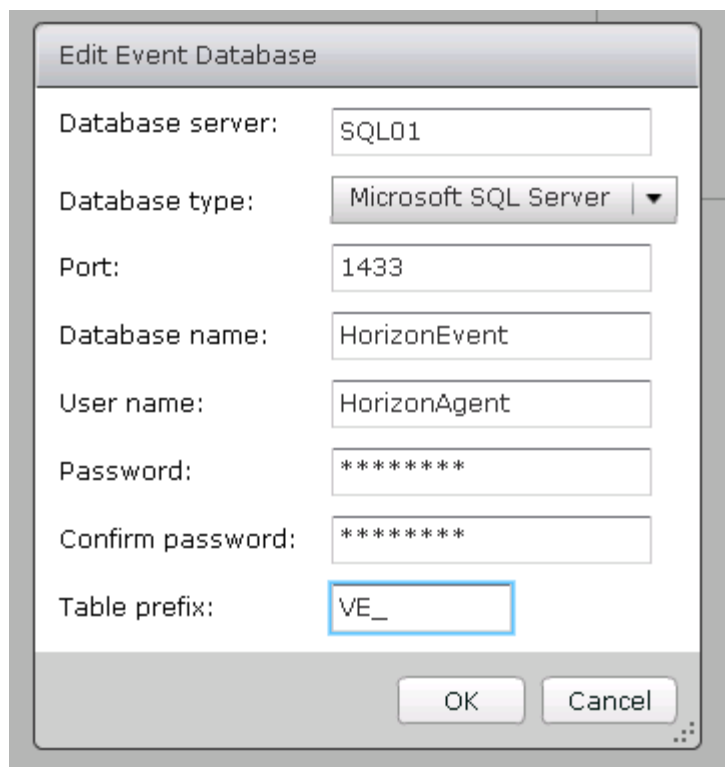 Edit Event Database
Database server: SQL01
Database type: Microsoft SQL Server
Port: 1433
Database name: HorizonEvent
User name: HorizonAgent
Password: ********
Confirm password: ********
Table prefix: VE_
OK Cancel